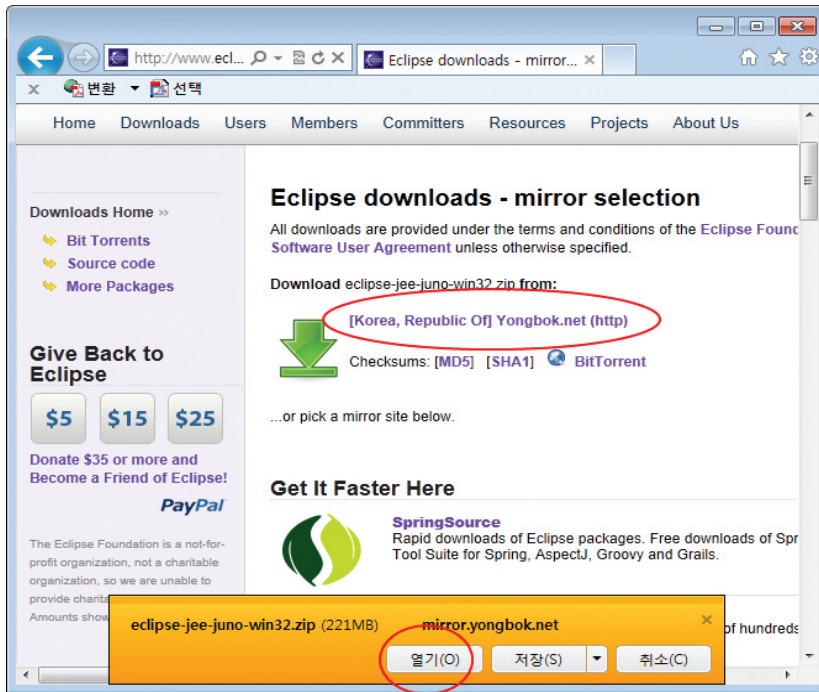 http://www.ecl...
Eclipse downloads - mirror...
x 변환 선택
Home Downloads Users Members Committers Resources Projects About Us
Downloads Home »
Bit Torrents
Source code
More Packages
Give Back to
Eclipse
$5 $15 $25
Donate $35 or more and
Become a Friend of Eclipse!
PayPal
The Eclipse Foundation is a not-for-
profit organization, not a charitable
organization, so we are unable to
provide charita
Amounts show
Eclipse downloads - mirror selection
All downloads are provided under the terms and conditions of the Eclipse Founc
Software User Agreement unless otherwise specified.
Download eclipse-jee-juno-win32.zip from:
[Korea, Republic Of] Yongbok.net (http)
Checksums: [MD5] [SHA1] BitTorrent
...or pick a mirror site below.
Get It Faster Here
SpringSource
Rapid downloads of Eclipse packages. Free downloads of Spr
Tool Suite for Spring, AspectJ, Groovy and Grails.
of hundreds
eclipse-jee-juno-win32.zip (221MB) mirror.yongbok.net
열기(O) 저장(S) 취소(C)